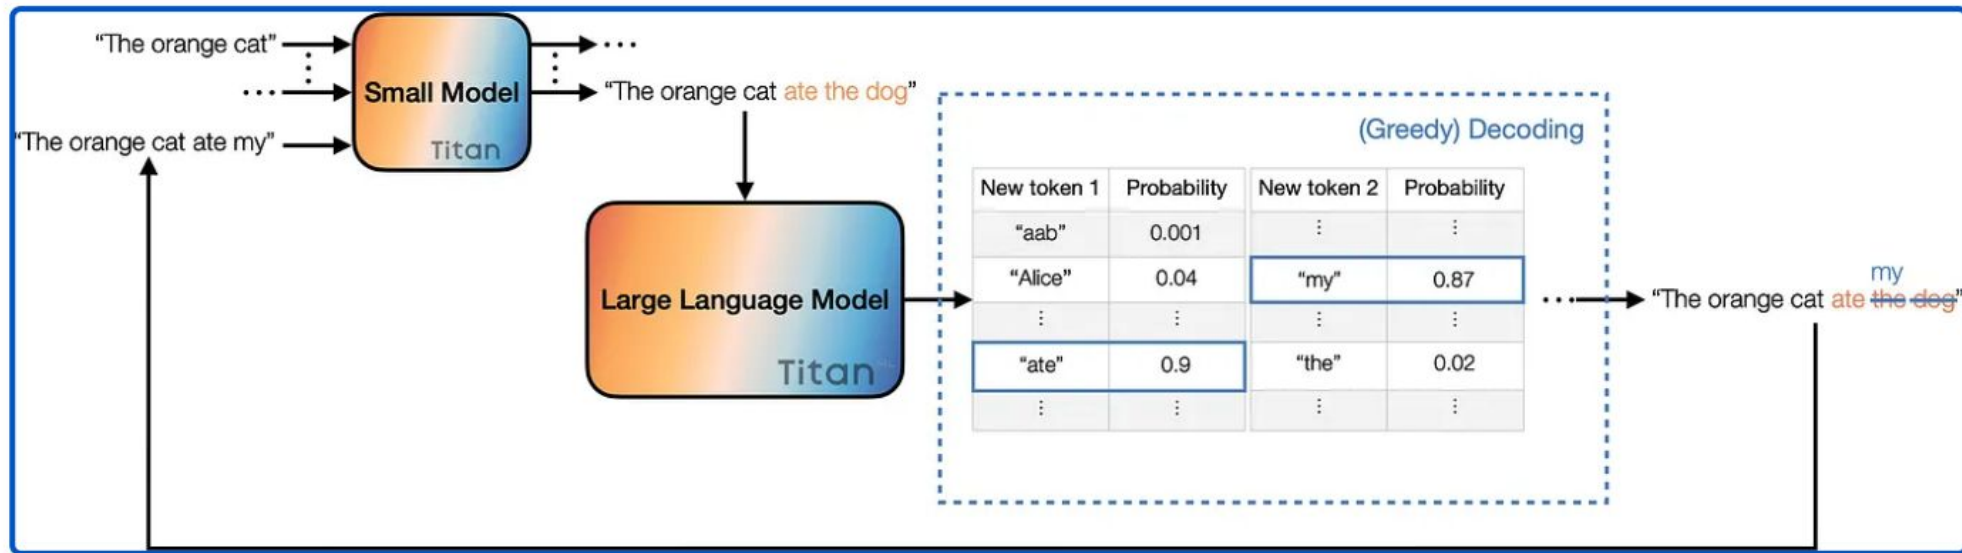 “The orange cat”
...
Small Model
Titan
...
“The orange cat ate the dog”
“The orange cat ate my”
Large Language Model
Titan
(Greedy) Decoding
New token 1 Probability New token 2 Probability
“aab” 0.001 ⋮ ⋮
“Alice” 0.04 “my” 0.87
⋮ ⋮ ⋮ ⋮
“ate” 0.9 “the” 0.02
⋮ ⋮ ⋮ ⋮
...
my
“The orange cat ate the dog”